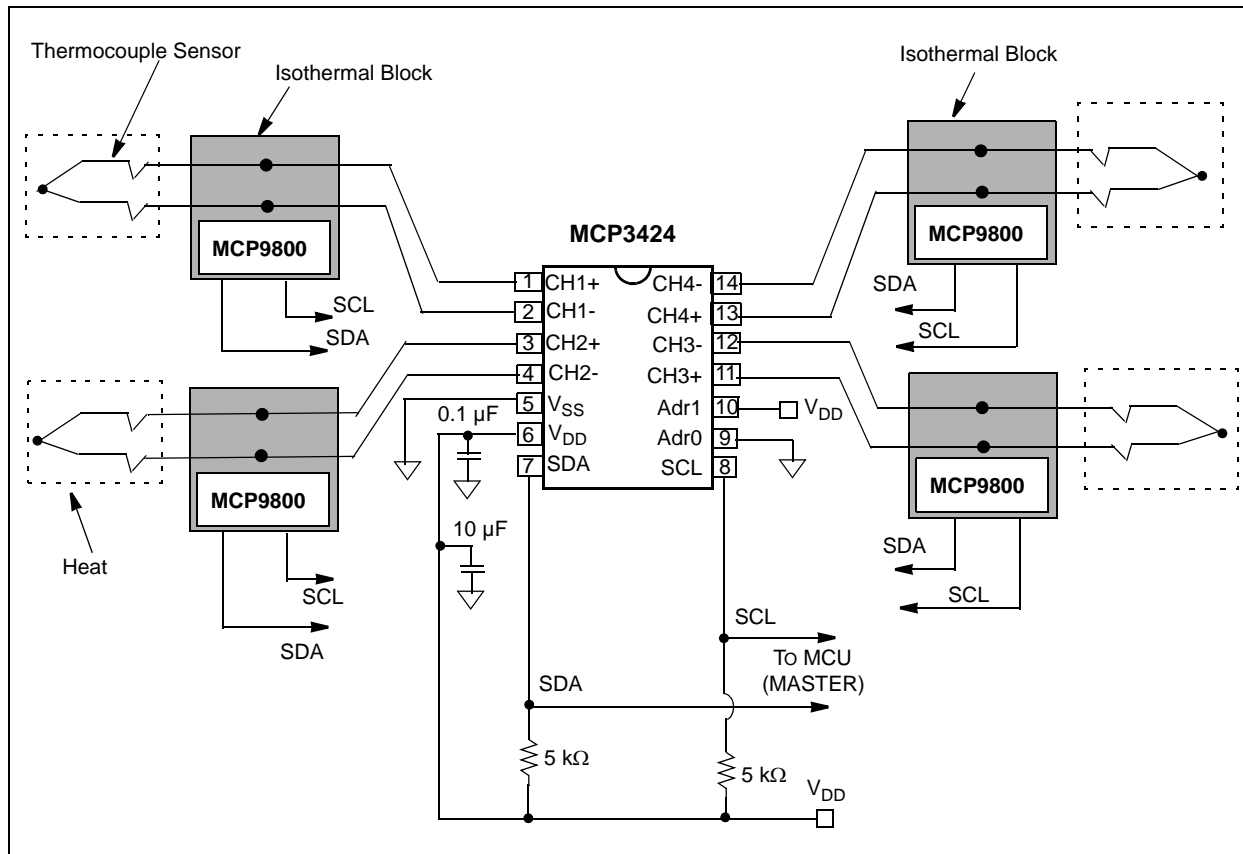 Thermocouple Sensor
Isothermal Block
Isothermal Block
MCP9800
MCP9800
MCP3424
SCL
SDA
SDA
SCL
1 CH1+
CH4- 14
2 CH1-
CH4+ 13
3 CH2+
CH3- 12
4 CH2-
CH3+ 11
5 VSS
Adr1 10
VDD
6 VDD
Adr0 9
7 SDA
SCL 8
0.1 µF
10 µF
MCP9800
MCP9800
Heat
SCL
SDA
SDA
SCL
SCL
TO MCU
(MASTER)
SDA
5 kΩ
5 kΩ
VDD